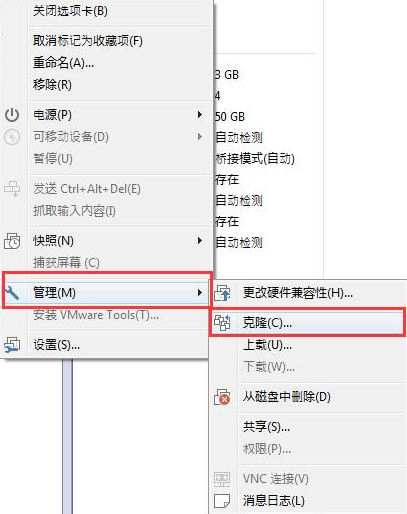 关闭选项卡(B)
取消标记为收藏项(F)
重命名(A)...
移除(R)
3 GB
4
电源(P)
50 GB
可移动设备(D)
自动检测
暂停(U)
桥接模式(自动)
存在
发送 Ctrl+Alt+Del(E)
自动检测
抓取输入内容(I)
存在
快照(N)
自动检测
捕获屏幕 (C)
管理(M)
更改硬件兼容性(H)...
安装 VMware Tools(T)...
克隆(C)...
设置(S)...
上载(U)...
下载(W)...
从磁盘中删除(D)
共享(S)...
权限(P)...
VNC 连接(V)
消息日志(L)